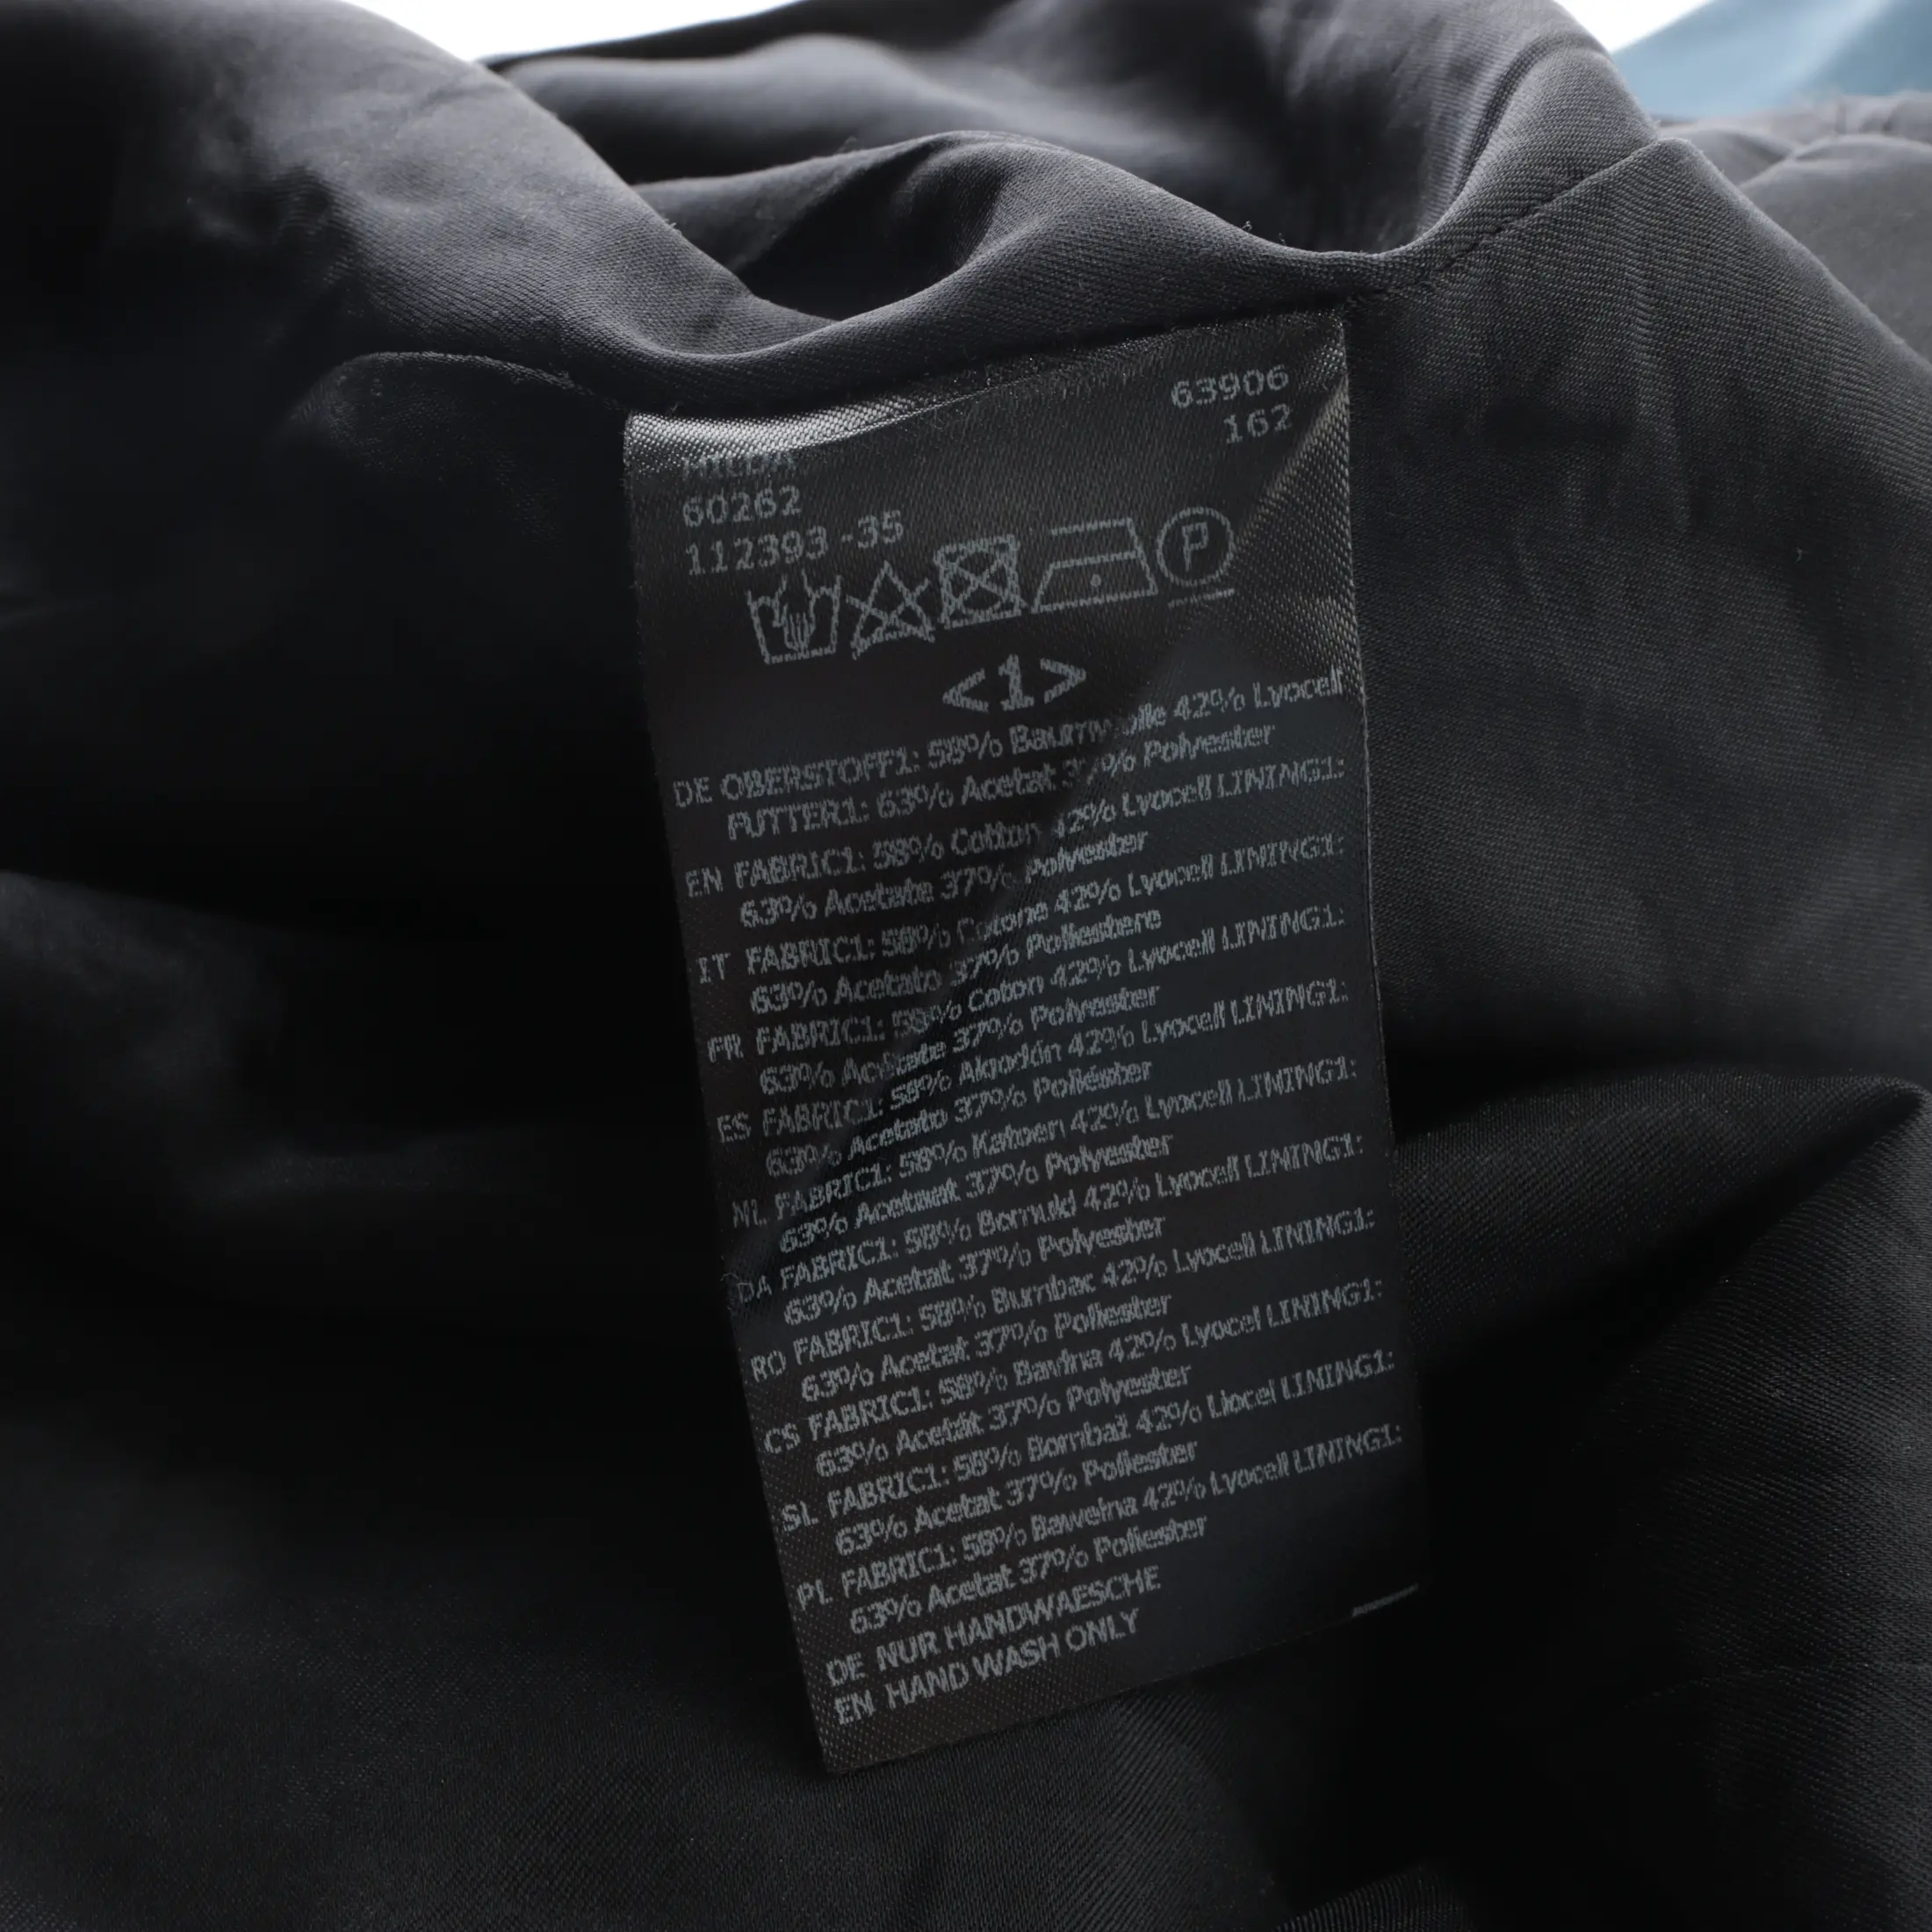 63906
162
60262
112393 -35
P
<1>
DE OBERSTOFF1: 58% Baumwolle 42% Lyocell
FUTTER1: 63% Acetat 37% Polyester
EN FABRIC1: 58% Cotton 42% Lyocell LINING1:
63% Acetate 37% Polyester
IT FABRIC1: 58% Cotone 42% Lyocell LINING1:
63% Acetato 37% Poliestere
FR FABRIC1: 58% Coton 42% Lyocell LINING1:
63% Acetate 37% Polyester
ES FABRIC1: 58% Algodón 42% Lyocell LINING1:
63% Acetato 37% Poliéster
NL FABRIC1: 58% Katoen 42% Lyocell LINING1:
63% Acetaat 37% Polyester
DA FABRIC1: 58% Bomuld 42% Lyocell LINING1:
63% Acetat 37% Polyester
RO FABRIC1: 58% Bumbac 42% Lyocell LINING1:
63% Acetat 37% Poliester
CS FABRIC1: 58% Bavlna 42% Lyocel LINING1:
63% Acetát 37% Polyester
SL FABRIC1: 58% Bombaž 42% Liocel LINING1:
63% Acetat 37% Poliester
PL FABRIC1: 58% Bawełna 42% Lyocell LINING1:
63% Acetat 37% Poliester
DE NUR HANDWAESCHE
EN HAND WASH ONLY